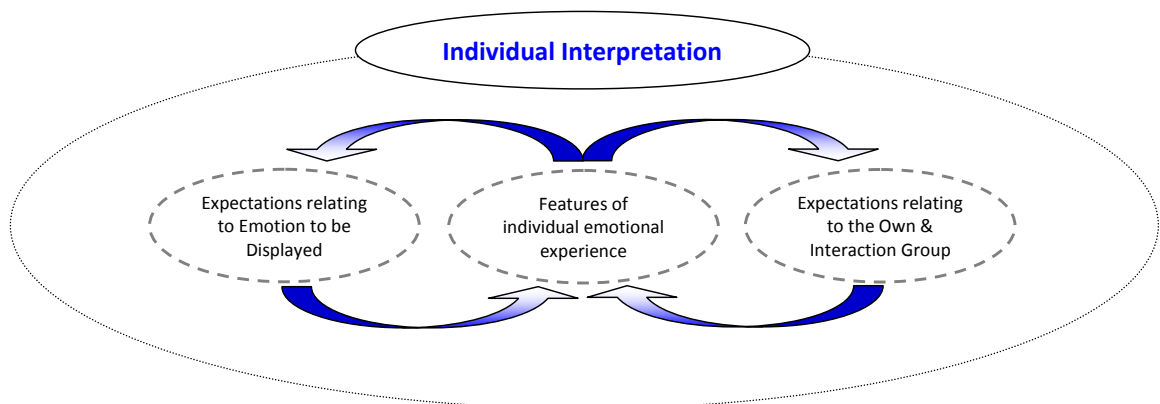 Individual Interpretation
Expectations relating
to Emotion to be
Displayed
Features of
individual emotional
experience
Expectations relating
to the Own &
Interaction Group